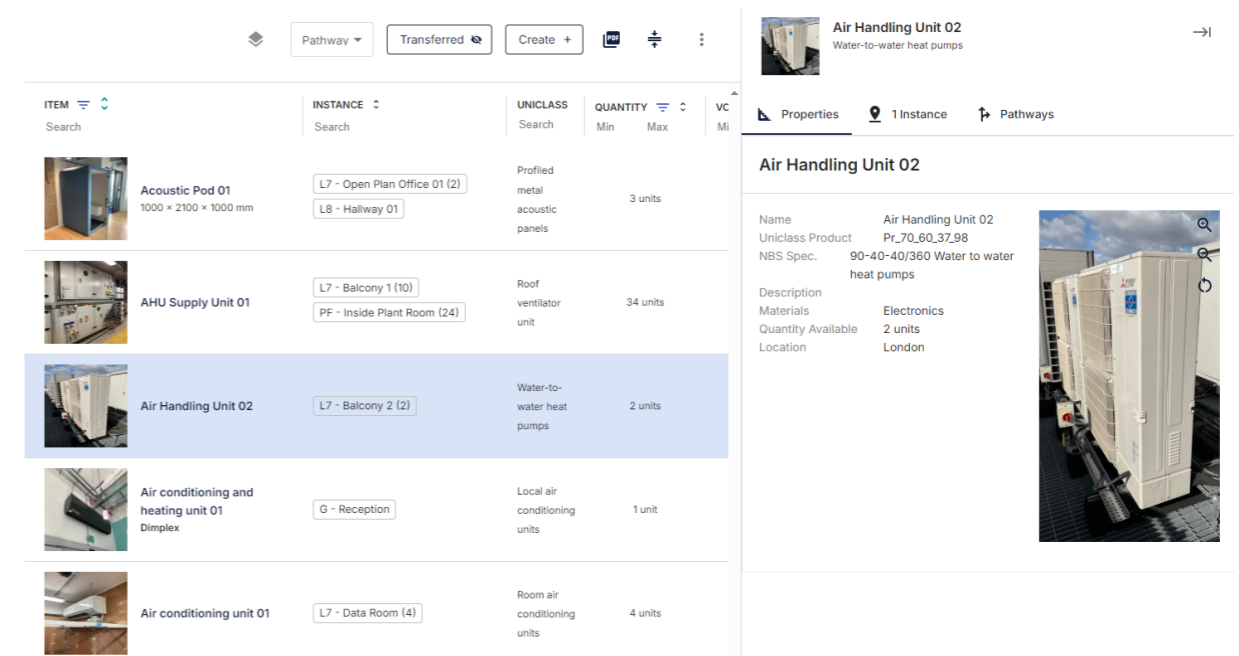 Pathway
Transferred
Create +
PDF
ITEM
Search
INSTANCE
Search
UNICLASS
Search
QUANTITY
Min Max
VC
Mi
Acoustic Pod 01
1000 × 2100 × 1000 mm
L7 - Open Plan Office 01 (2)
L8 - Hallway 01
Profiled
metal
acoustic
panels
3 units
AHU Supply Unit 01
L7 - Balcony 1 (10)
PF - Inside Plant Room (24)
Roof
ventilator
unit
34 units
Air Handling Unit 02
L7 - Balcony 2 (2)
Water-to-
water heat
pumps
2 units
Air conditioning and
heating unit 01
Dimplex
G - Reception
Local air
conditioning
units
1 unit
Air conditioning unit 01
L7 - Data Room (4)
Room air
conditioning
units
4 units
Air Handling Unit 02
Water-to-water heat pumps
Properties
1 Instance
Pathways
Air Handling Unit 02
Name Air Handling Unit 02
Uniclass Product Pr_70_60_37_98
NBS Spec. 90-40-40/360 Water to water
heat pumps
Description
Materials Electronics
Quantity Available 2 units
Location London